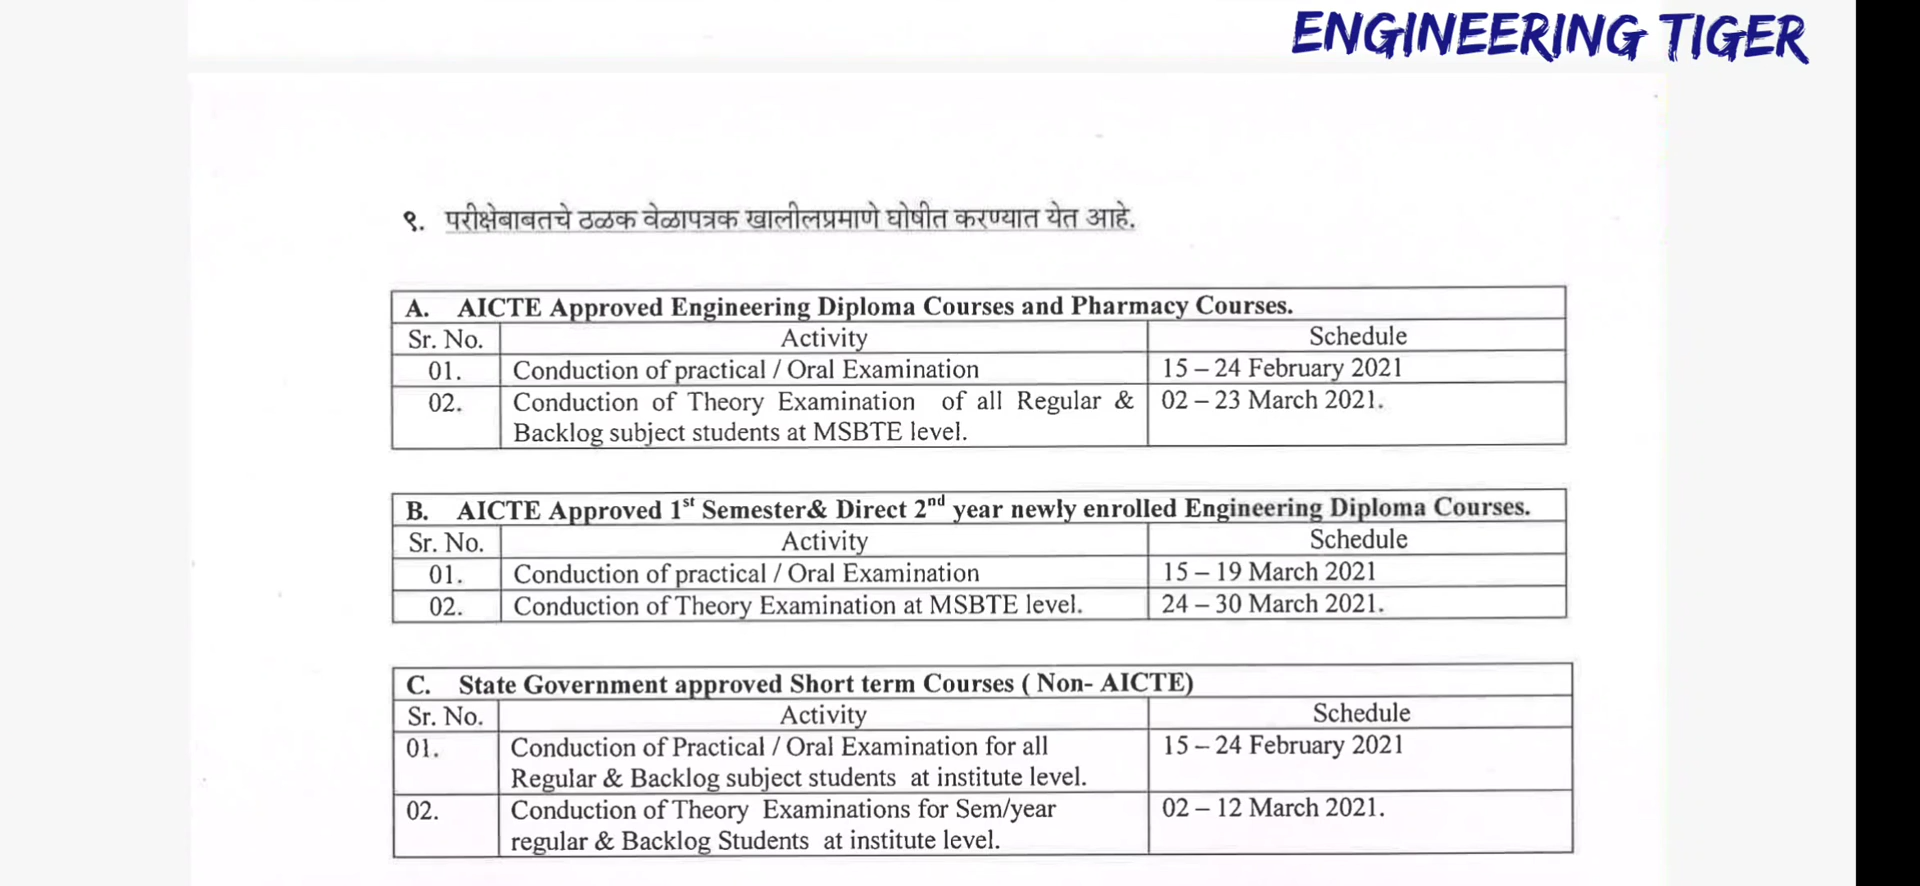 ENGINEERING TIGER
१. परीक्षेबाबतचे ठळक वेळापत्रक खालीलप्रमाणे घोषीत करण्यात येत आहे.
A. AICTE Approved Engineering Diploma Courses and Pharmacy Courses.
Sr. No. Activity Schedule
01. Conduction of practical / Oral Examination 15 – 24 February 2021
02. Conduction of Theory Examination of all Regular & 02 – 23 March 2021.
Backlog subject students at MSBTE level.
B. AICTE Approved 1st Semester& Direct 2nd year newly enrolled Engineering Diploma Courses.
Sr. No. Activity Schedule
01. Conduction of practical / Oral Examination 15 – 19 March 2021
02. Conduction of Theory Examination at MSBTE level. 24 – 30 March 2021.
C. State Government approved Short term Courses ( Non- AICTE)
Sr. No. Activity Schedule
01. Conduction of Practical / Oral Examination for all 15 – 24 February 2021
Regular & Backlog subject students at institute level.
02. Conduction of Theory Examinations for Sem/year 02 – 12 March 2021.
regular & Backlog Students at institute level.